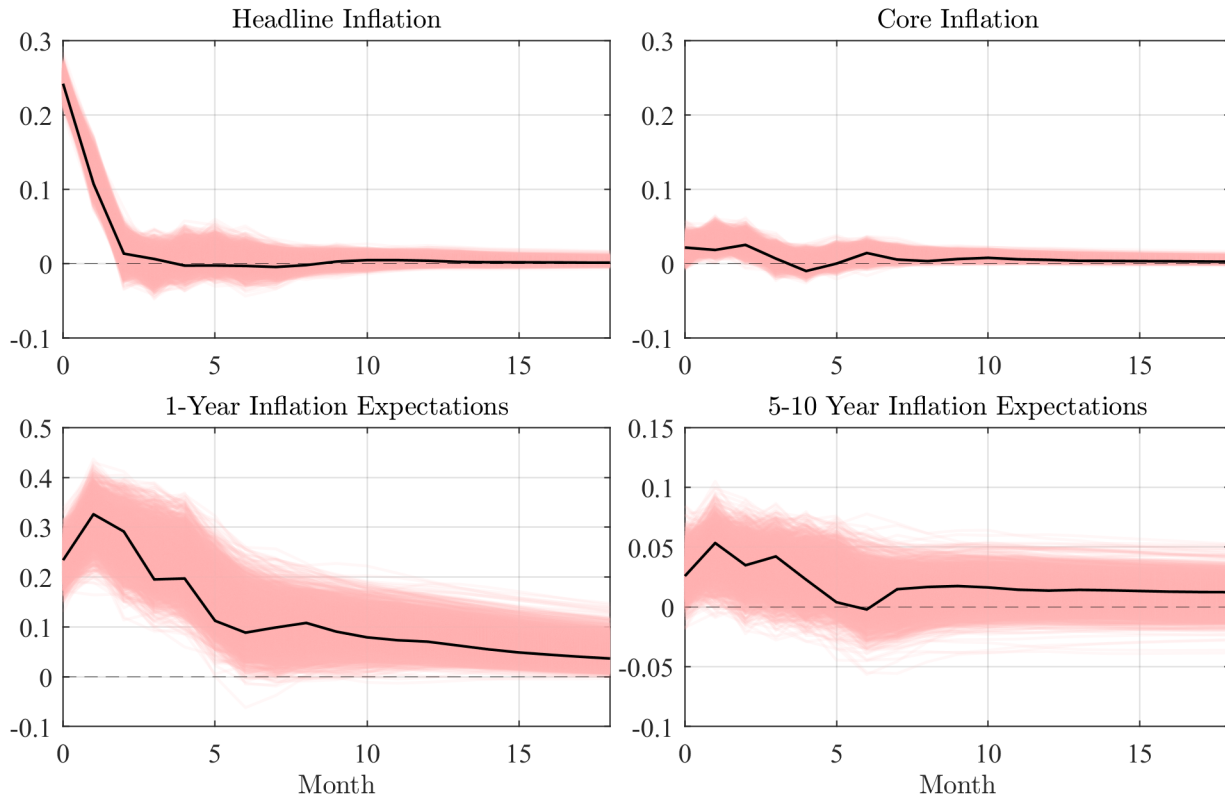 Headline Inflation
0.3
0.2
0.1
0
-0.1
0 5 10 15
Core Inflation
0.3
0.2
0.1
0
-0.1
0 5 10 15
1-Year Inflation Expectations
0.5
0.4
0.3
0.2
0.1
0
-0.1
0 5 10 15
Month
5-10 Year Inflation Expectations
0.15
0.1
0.05
0
-0.05
-0.1
0 5 10 15
Month